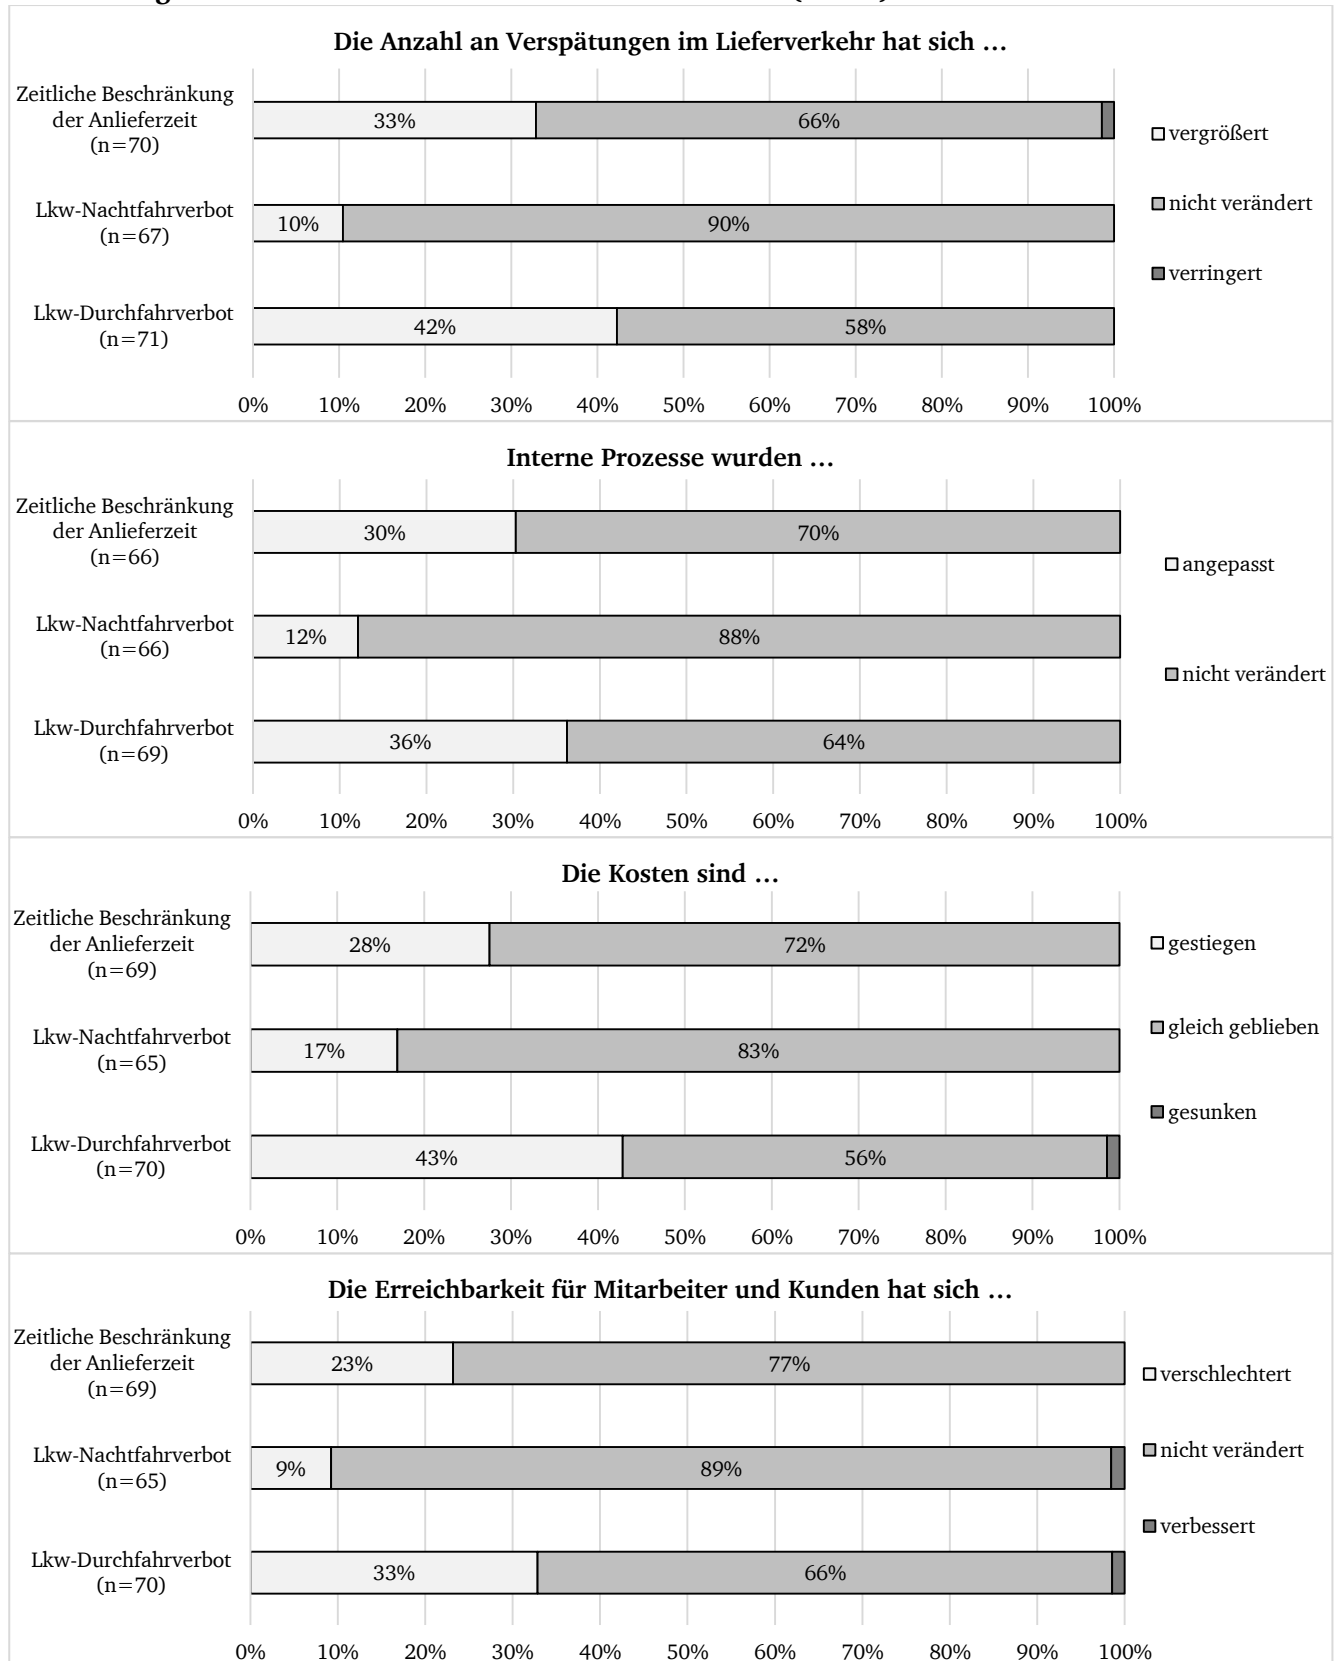 Die Anzahl an Verspätungen im Lieferverkehr hat sich …
Zeitliche Beschränkung
der Anlieferzeit
(n=70)
33%
66%
Lkw-Nachtfahrverbot
(n=67)
10%
90%
Lkw-Durchfahrverbot
(n=71)
42%
58%
vergrößert
nicht verändert
verringert
0% 10% 20% 30% 40% 50% 60% 70% 80% 90% 100%
Interne Prozesse wurden …
Zeitliche Beschränkung
der Anlieferzeit
(n=66)
30%
70%
Lkw-Nachtfahrverbot
(n=66)
12%
88%
Lkw-Durchfahrverbot
(n=69)
36%
64%
angepasst
nicht verändert
0% 10% 20% 30% 40% 50% 60% 70% 80% 90% 100%
Die Kosten sind …
Zeitliche Beschränkung
der Anlieferzeit
(n=69)
28%
72%
Lkw-Nachtfahrverbot
(n=65)
17%
83%
Lkw-Durchfahrverbot
(n=70)
43%
56%
gestiegen
gleich geblieben
gesunken
0% 10% 20% 30% 40% 50% 60% 70% 80% 90% 100%
Die Erreichbarkeit für Mitarbeiter und Kunden hat sich …
Zeitliche Beschränkung
der Anlieferzeit
(n=69)
23%
77%
Lkw-Nachtfahrverbot
(n=65)
9%
89%
Lkw-Durchfahrverbot
(n=70)
33%
66%
verschlechtert
nicht verändert
verbessert
0% 10% 20% 30% 40% 50% 60% 70% 80% 90% 100%